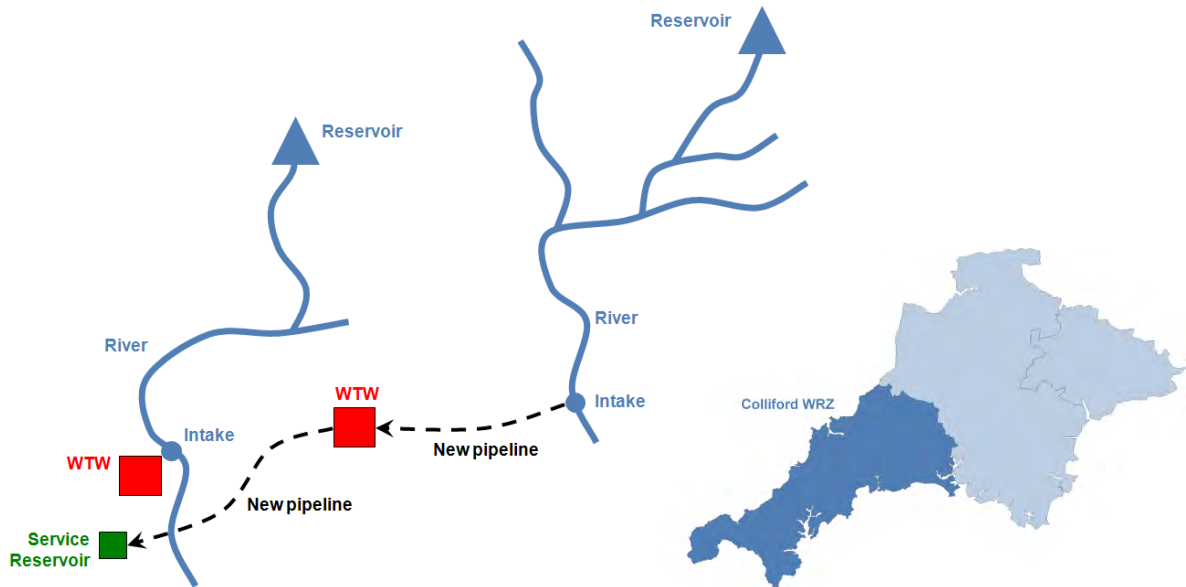 Reservoir
Reservoir
River
River
WTW
Intake
Intake
WTW
New pipeline
New pipeline
Service
Reservoir
Colliford WRZ